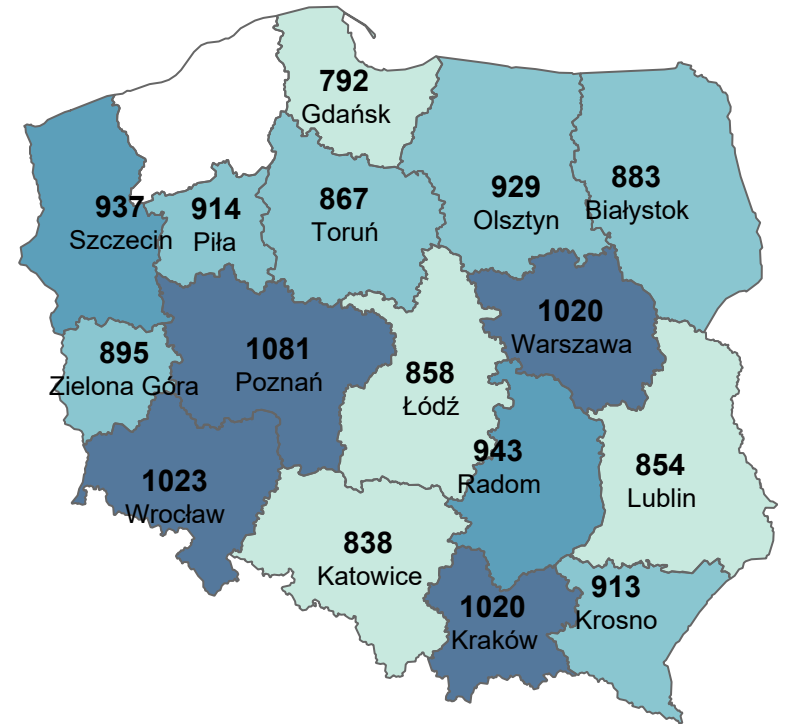 792
Gdańsk
937
Szczecin
914
Piła
867
Toruń
929
Olsztyn
883
Białystok
895
Zielona Góra
1081
Poznań
858
Łódź
1020
Warszawa
1023
Wrocław
838
Katowice
943
Radom
854
Lublin
1020
Kraków
913
Krosno